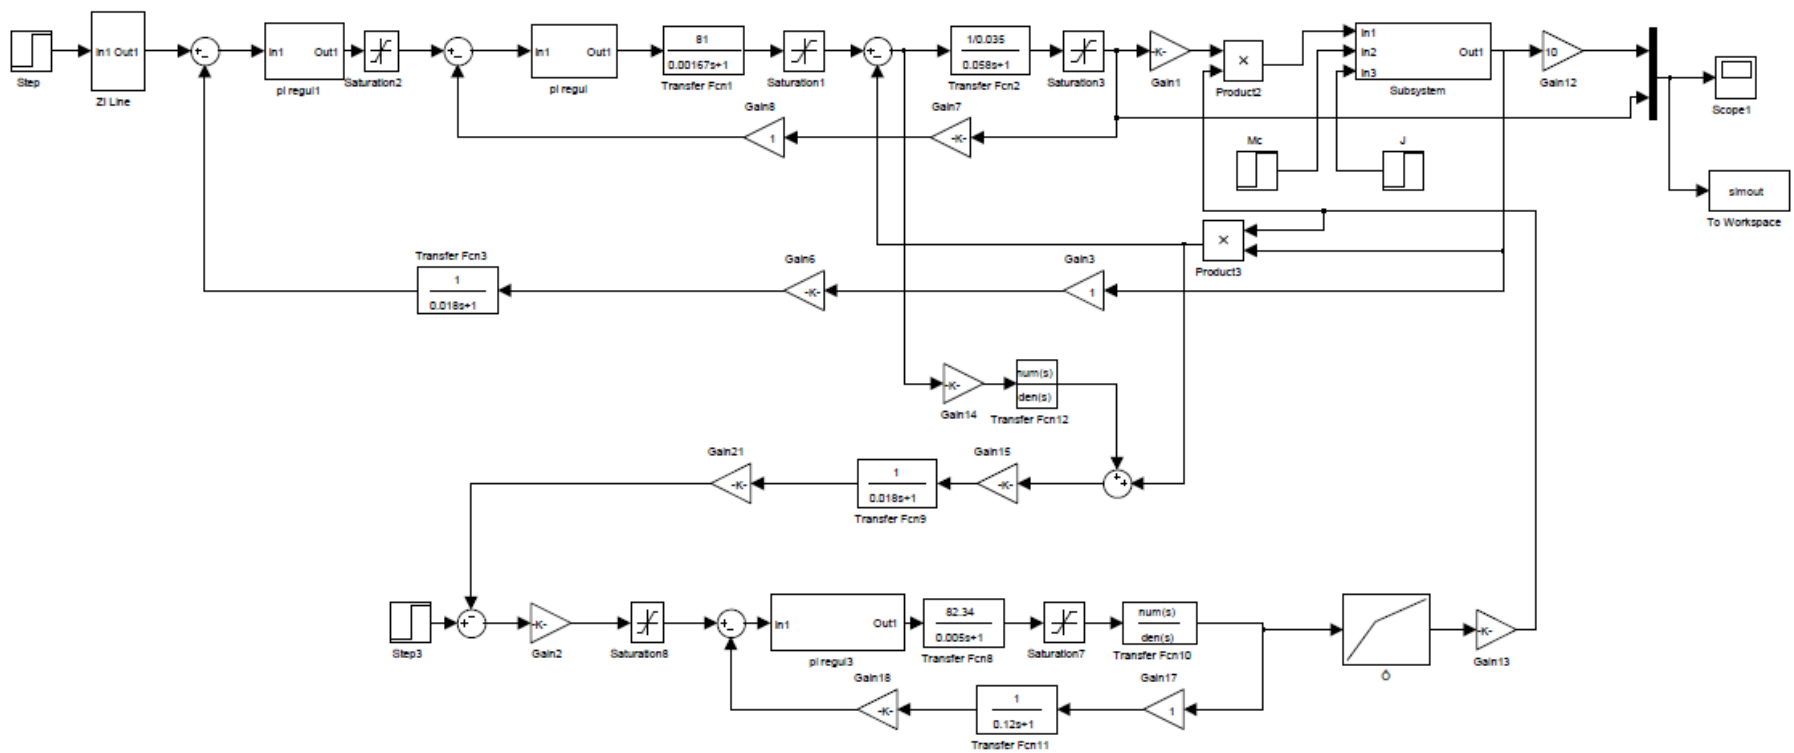 Step
In1 Out1
ZI Line
In1 Out1
pi regul1
Saturation2
In1 Out1
pi regul
81
0.00167s+1
Transfer Fcn1
Saturation1
1/0.035
0.058s+1
Transfer Fcn2
Saturation3
-K-
Gain1
×
Product2
In1
In2
In3
Out1
Subsystem
10
Gain12
Scope1
simout
To Workspace
Gain8
1
Gain7
-K-
Mc
J
×
Product3
Transfer Fcn3
1
0.018s+1
Gain6
-K-
Gain3
1
-K-
Gain14
num(s)
den(s)
Transfer Fcn12
Gain21
-K-
1
0.018s+1
Transfer Fcn9
Gain15
-K-
Step3
-K-
Gain2
Saturation8
In1 Out1
pi regul3
82.34
0.005s+1
Transfer Fcn8
Saturation7
num(s)
den(s)
Transfer Fcn10
Ô
-K-
Gain13
Gain18
-K-
1
0.12s+1
Transfer Fcn11
Gain17
1